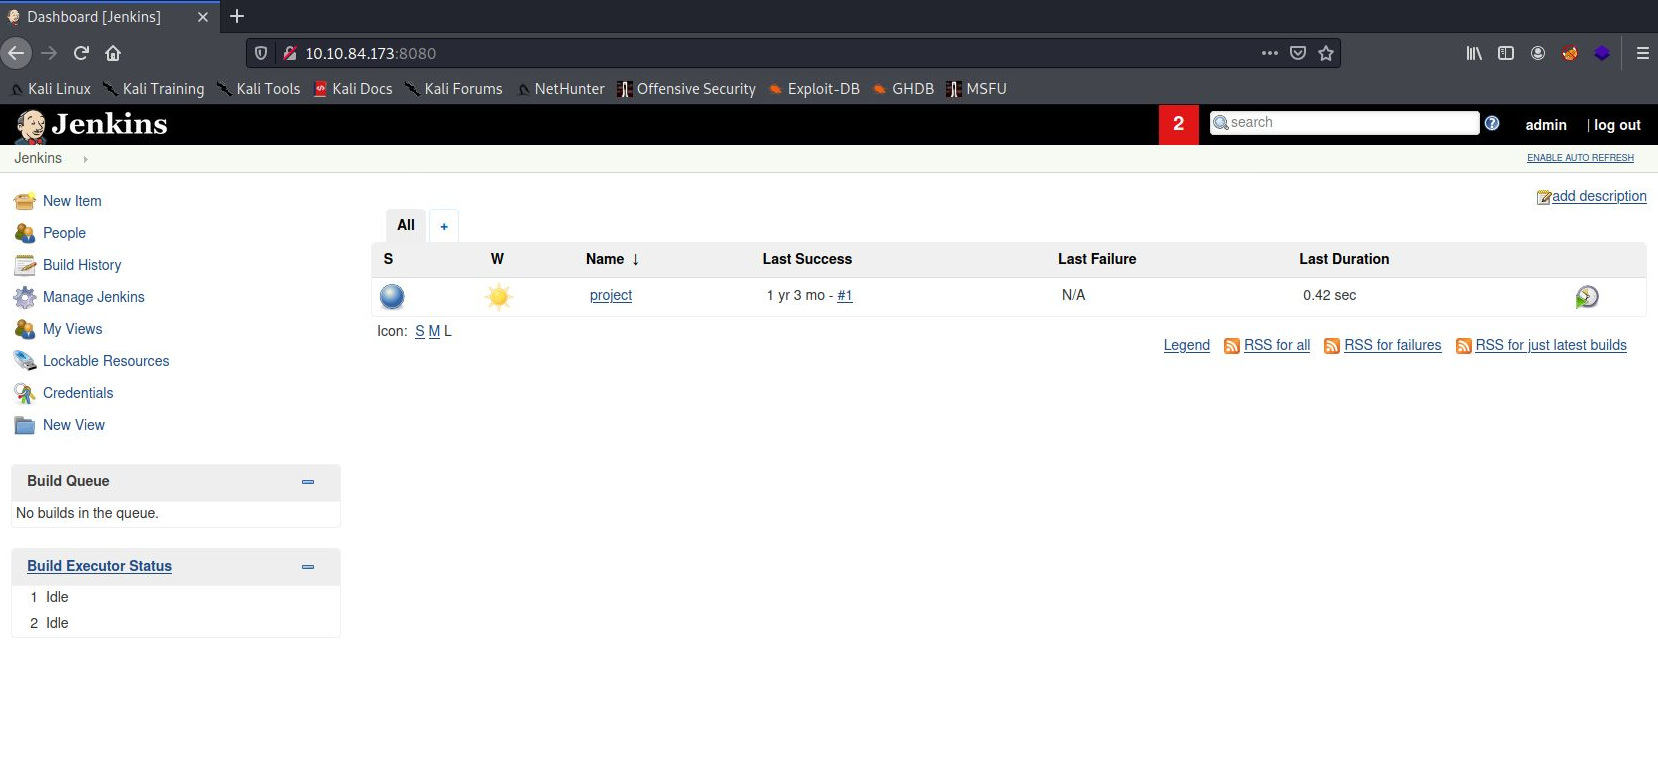 Dashboard [Jenkins]
10.10.84.173:8080
Kali Linux Kali Training Kali Tools Kali Docs Kali Forums NetHunter Offensive Security Exploit-DB GHDB MSFU
Jenkins 2 search admin | log out
Jenkins ENABLE AUTO REFRESH
add description
New Item
People
Build History
Manage Jenkins
My Views
Lockable Resources
Credentials
New View
Build Queue
No builds in the queue.
Build Executor Status
1 Idle
2 Idle
All +
S W Name ↓ Last Success Last Failure Last Duration
project 1 yr 3 mo - #1 N/A 0.42 sec
Icon: S M L
Legend RSS for all RSS for failures RSS for just latest builds